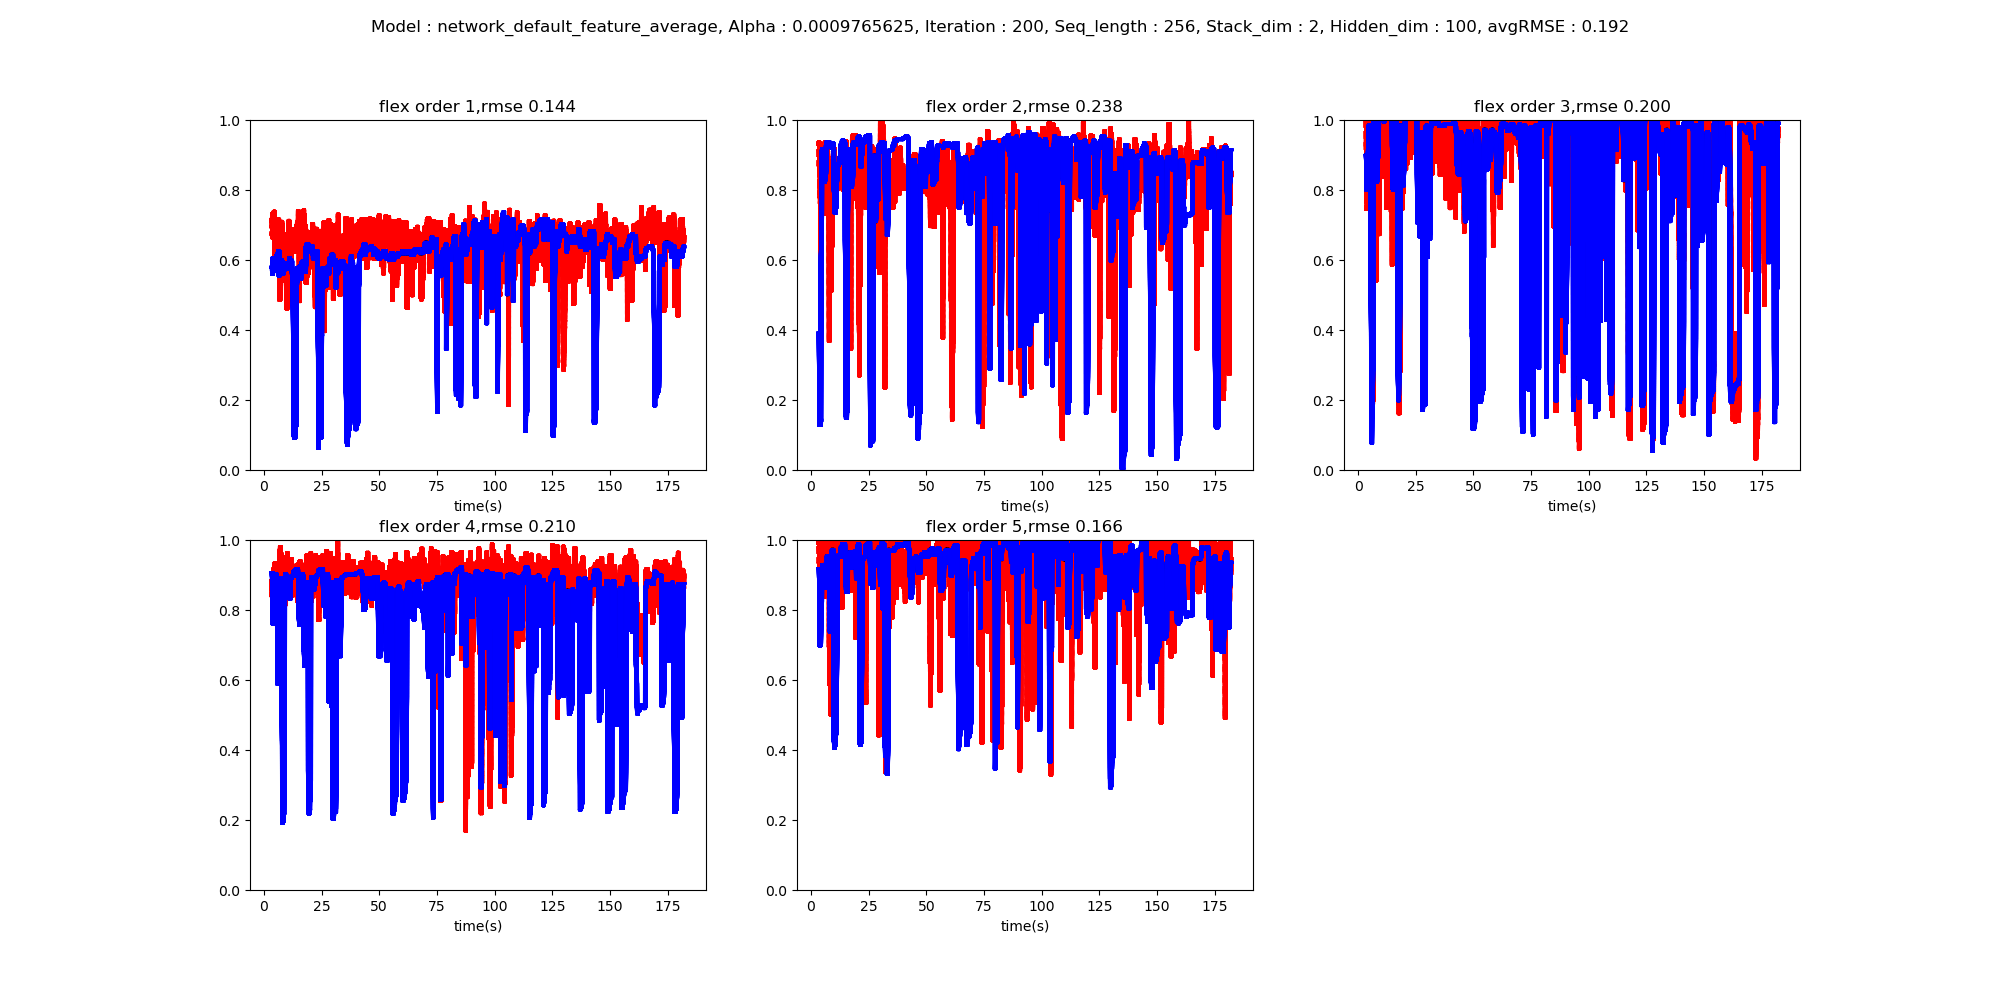 Model : network_default_feature_average, Alpha : 0.0009765625, Iteration : 200, Seq_length : 256, Stack_dim : 2, Hidden_dim : 100, avgRMSE : 0.192
flex order 1,rmse 0.144
1.0
0.8
0.6
0.4
0.2
0.0
0 25 50 75 100 125 150 175
time(s)
flex order 2,rmse 0.238
1.0
0.8
0.6
0.4
0.2
0.0
0 25 50 75 100 125 150 175
time(s)
flex order 3,rmse 0.200
1.0
0.8
0.6
0.4
0.2
0.0
0 25 50 75 100 125 150 175
time(s)
flex order 4,rmse 0.210
1.0
0.8
0.6
0.4
0.2
0.0
0 25 50 75 100 125 150 175
time(s)
flex order 5,rmse 0.166
1.0
0.8
0.6
0.4
0.2
0.0
0 25 50 75 100 125 150 175
time(s)